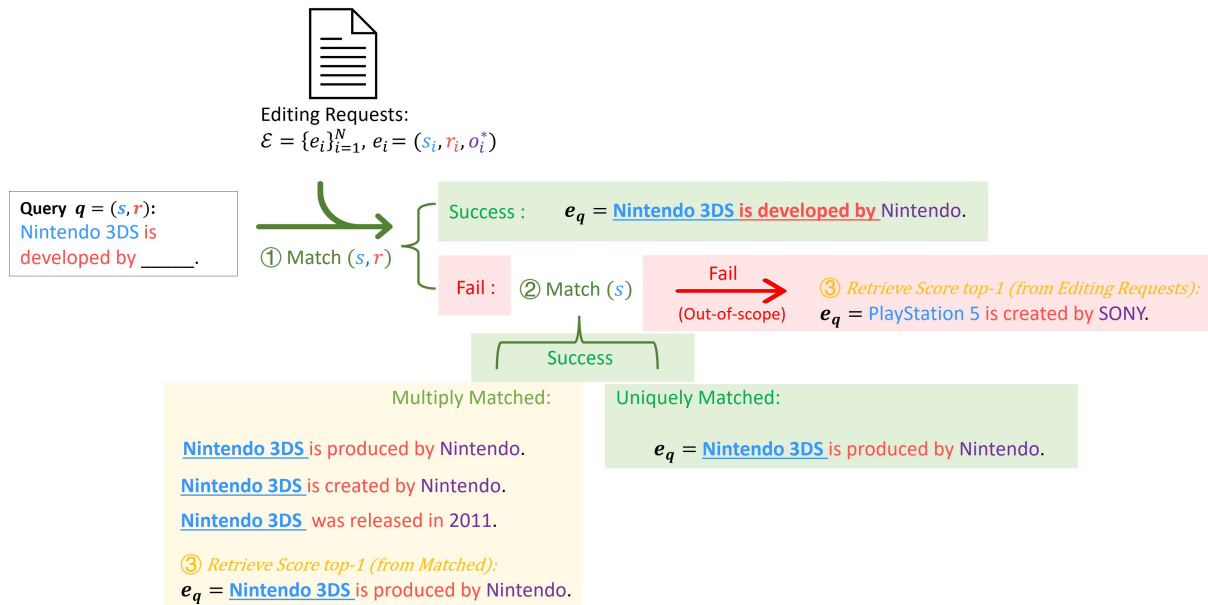 Editing Requests:
ℰ = {e_i}_{i=1}^N, e_i = (s_i, r_i, o_i^*)
Query q = (s, r):
Nintendo 3DS is
developed by _____.
① Match (s, r)
Success : e_q = Nintendo 3DS is developed by Nintendo.
Fail : ② Match (s)
Fail
(Out-of-scope)
③ Retrieve Score top-1 (from Editing Requests):
e_q = PlayStation 5 is created by SONY.
Success
Multiply Matched:
Nintendo 3DS is produced by Nintendo.
Nintendo 3DS is created by Nintendo.
Nintendo 3DS was released in 2011.
③ Retrieve Score top-1 (from Matched):
e_q = Nintendo 3DS is produced by Nintendo.
Uniquely Matched:
e_q = Nintendo 3DS is produced by Nintendo.